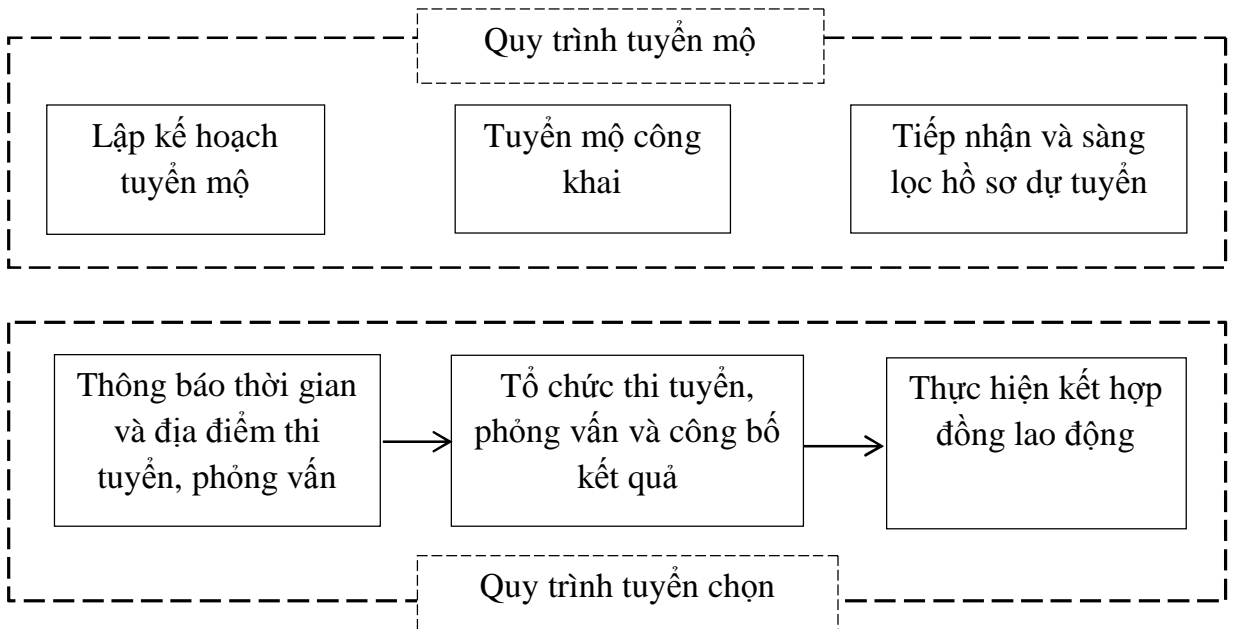 Quy trình tuyển mộ
Lập kế hoạch
tuyển mộ
Tuyển mộ công
khai
Tiếp nhận và sàng
lọc hồ sơ dự tuyển
Thông báo thời gian
và địa điểm thi
tuyển, phỏng vấn
Tổ chức thi tuyển,
phỏng vấn và công bố
kết quả
Thực hiện kết hợp
đồng lao động
Quy trình tuyển chọn